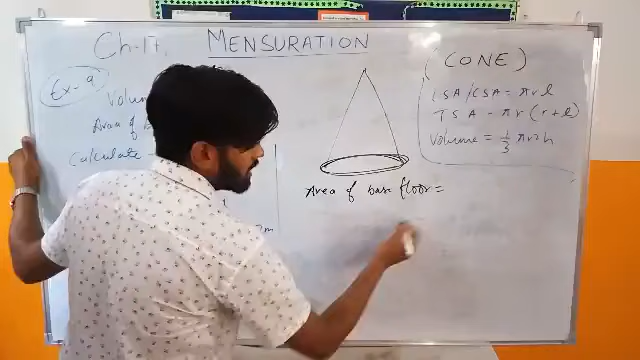 Ch-17. MENSURATION
Ex-9
Volum
Area of b
Calculate
(CONE)
LSA/CSA = πrl
TSA = πr (r+l)
Volume = 1/3 πr2h
Area of base floor =